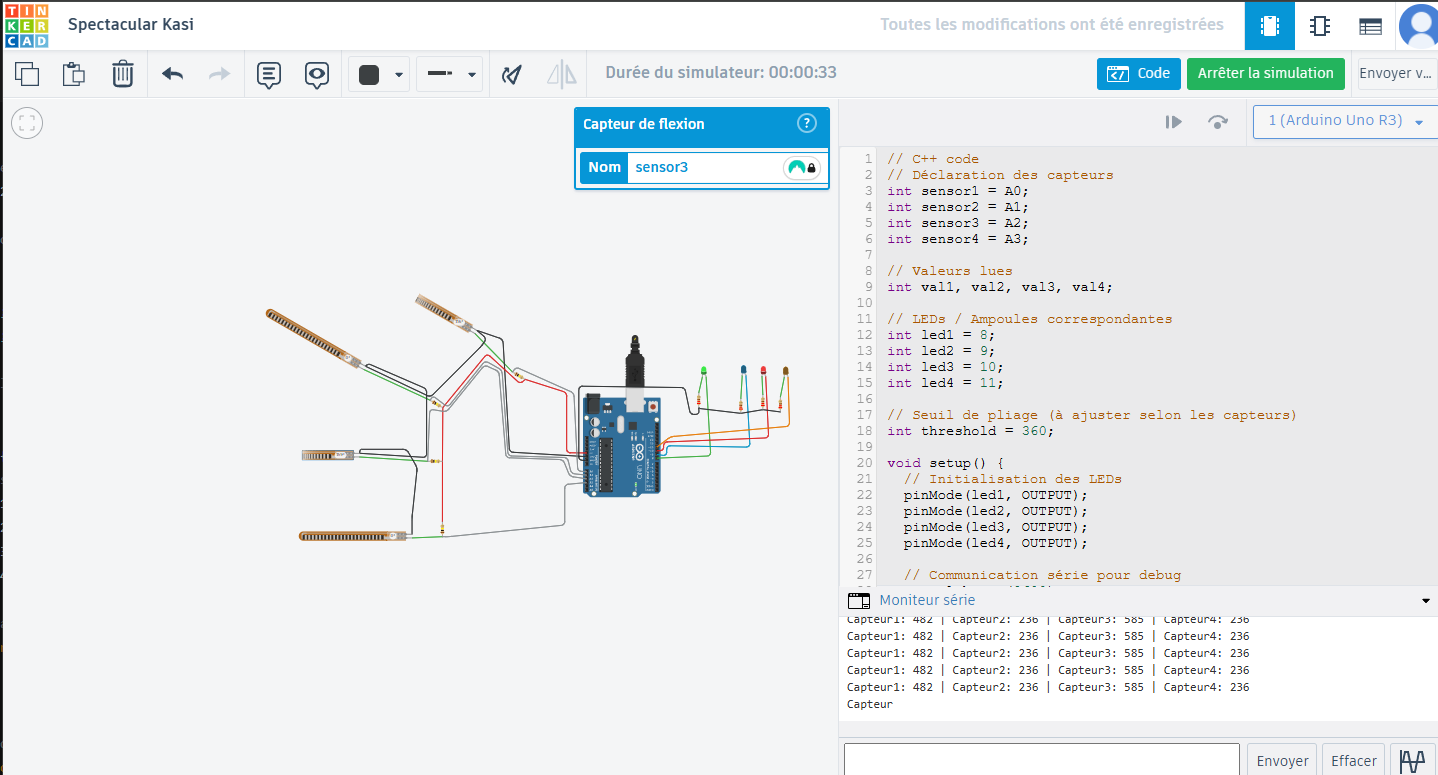 TINKERCAD
Spectacular Kasi
Toutes les modifications ont été enregistrées
Durée du simulateur: 00:00:33
Code
Arrêter la simulation
Envoyer v...
Capteur de flexion
?
Nom
sensor3
1 (Arduino Uno R3)
1 // C++ code
2 // Déclaration des capteurs
3 int sensor1 = A0;
4 int sensor2 = A1;
5 int sensor3 = A2;
6 int sensor4 = A3;
7
8 // Valeurs lues
9 int val1, val2, val3, val4;
10
11 // LEDs / Ampoules correspondantes
12 int led1 = 8;
13 int led2 = 9;
14 int led3 = 10;
15 int led4 = 11;
16
17 // Seuil de pliage (à ajuster selon les capteurs)
18 int threshold = 360;
19
20 void setup() {
21 // Initialisation des LEDs
22 pinMode(led1, OUTPUT);
23 pinMode(led2, OUTPUT);
24 pinMode(led3, OUTPUT);
25 pinMode(led4, OUTPUT);
26
27 // Communication série pour debug
Moniteur série
Capteur1: 482 | Capteur2: 236 | Capteur3: 585 | Capteur4: 236
Capteur1: 482 | Capteur2: 236 | Capteur3: 585 | Capteur4: 236
Capteur1: 482 | Capteur2: 236 | Capteur3: 585 | Capteur4: 236
Capteur1: 482 | Capteur2: 236 | Capteur3: 585 | Capteur4: 236
Capteur1: 482 | Capteur2: 236 | Capteur3: 585 | Capteur4: 236
Capteur
Envoyer
Effacer